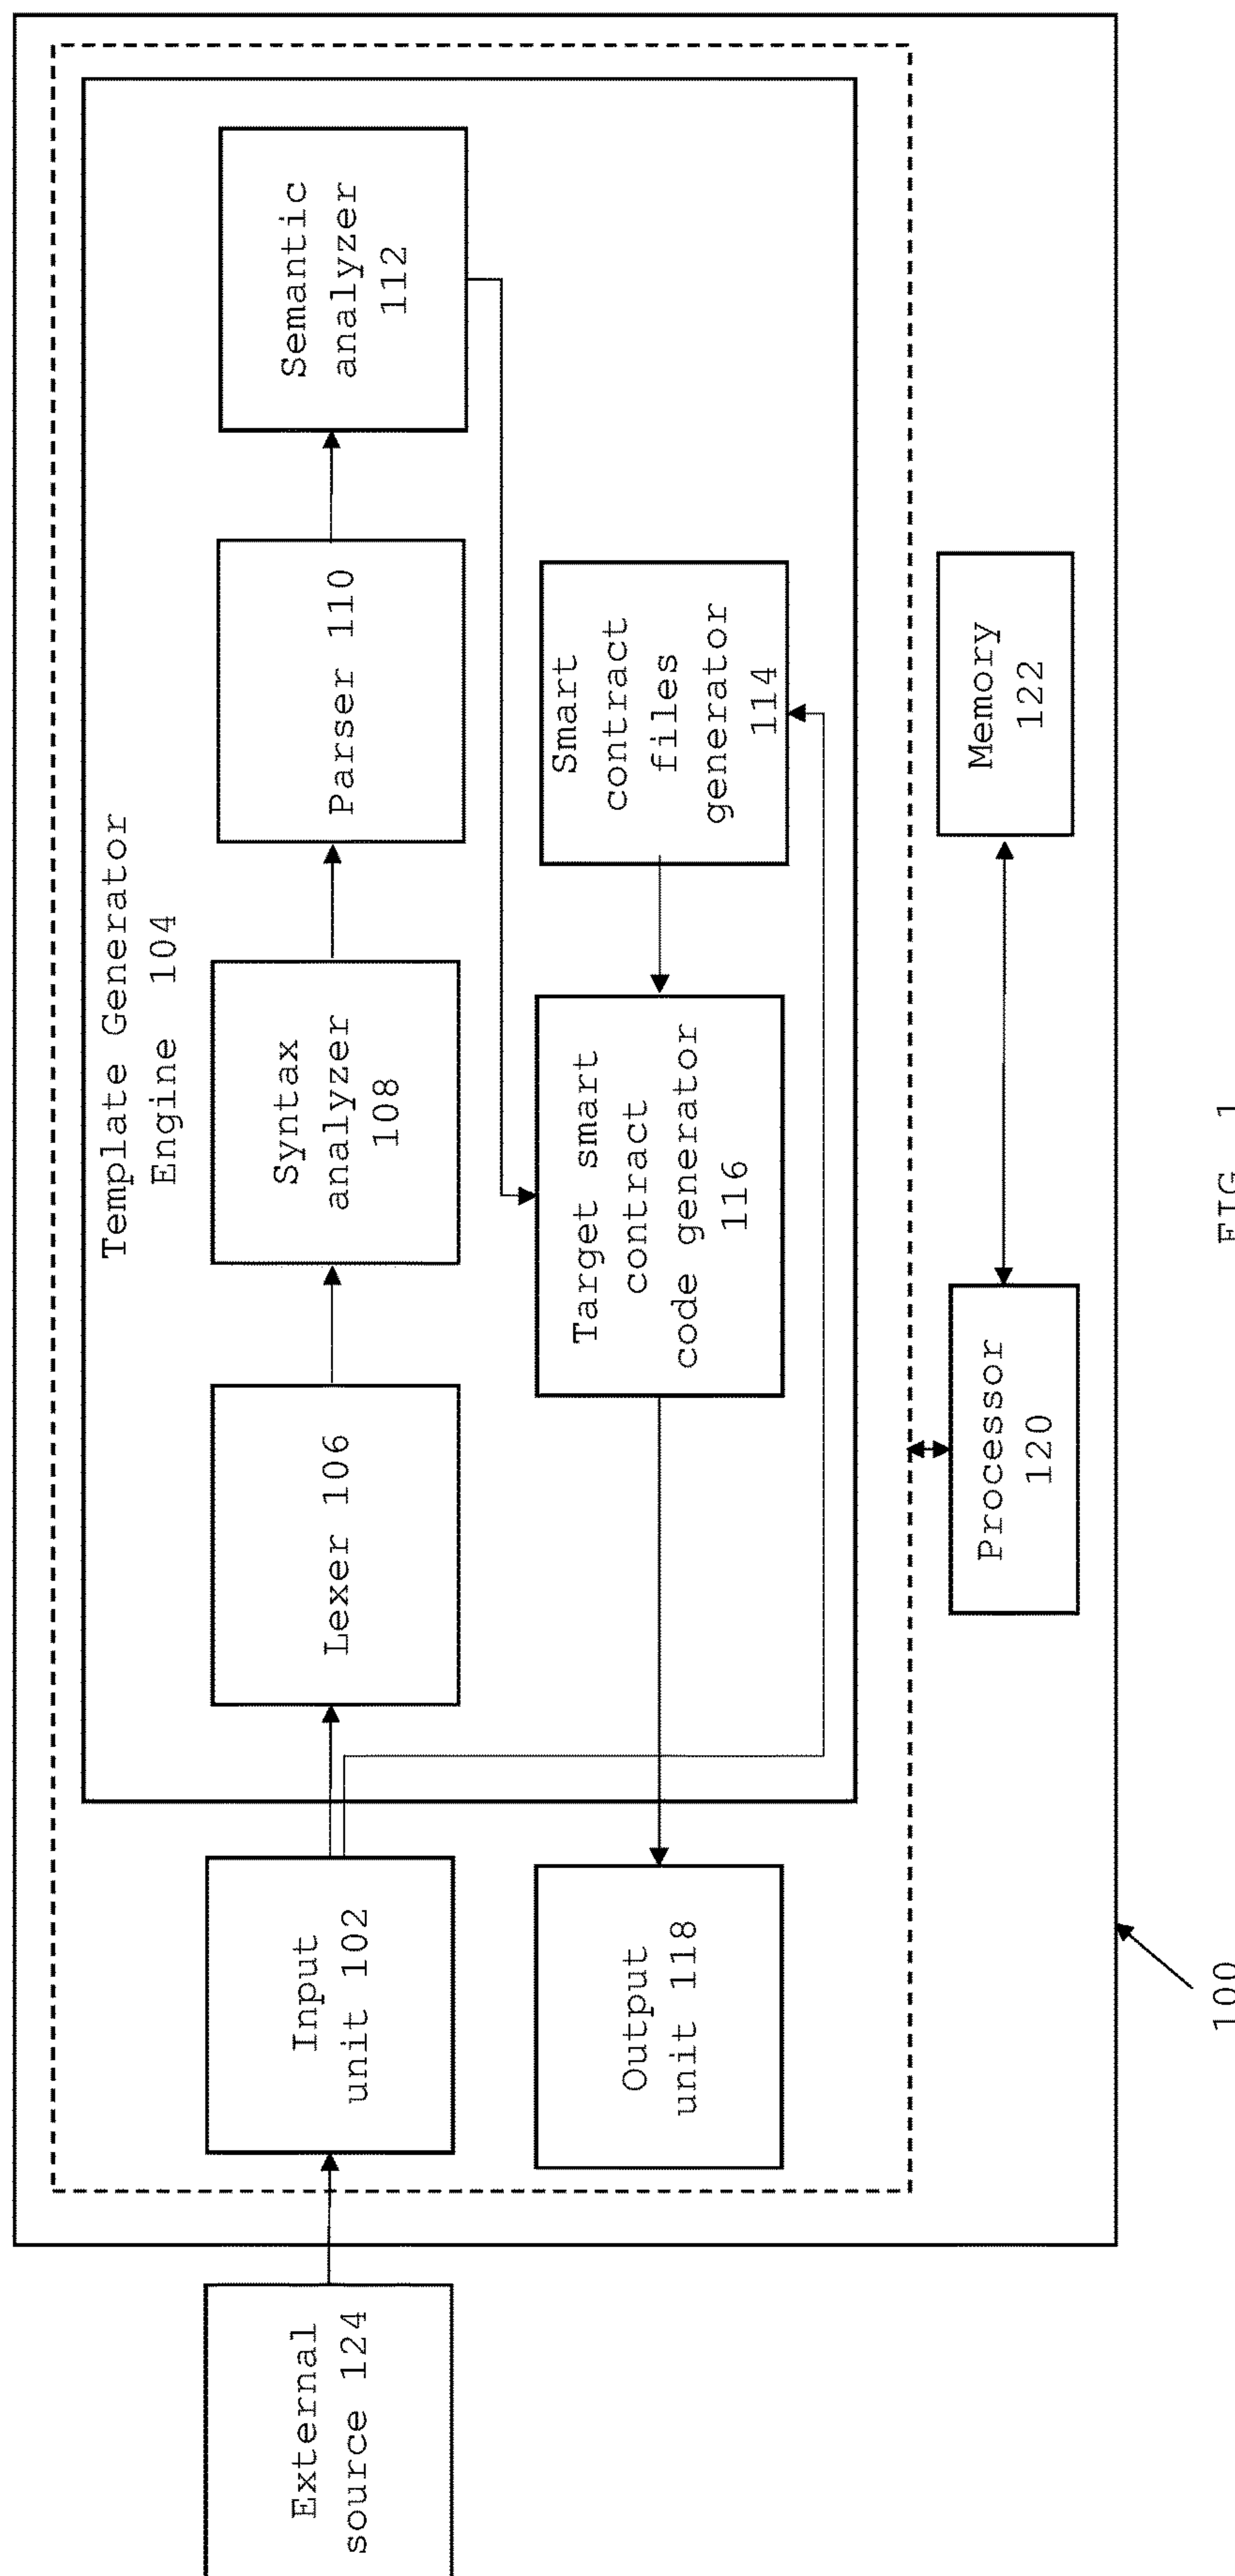 Template Generator
Engine 104
External
source 124
Input
unit 102
Lexer 106
Syntax
analyzer
108
Parser 110
Semantic
analyzer
112
Output
unit 118
Target smart
contract
code generator
116
Smart
contract
files
generator
114
Processor
120
Memory
122
100
FIG. 1